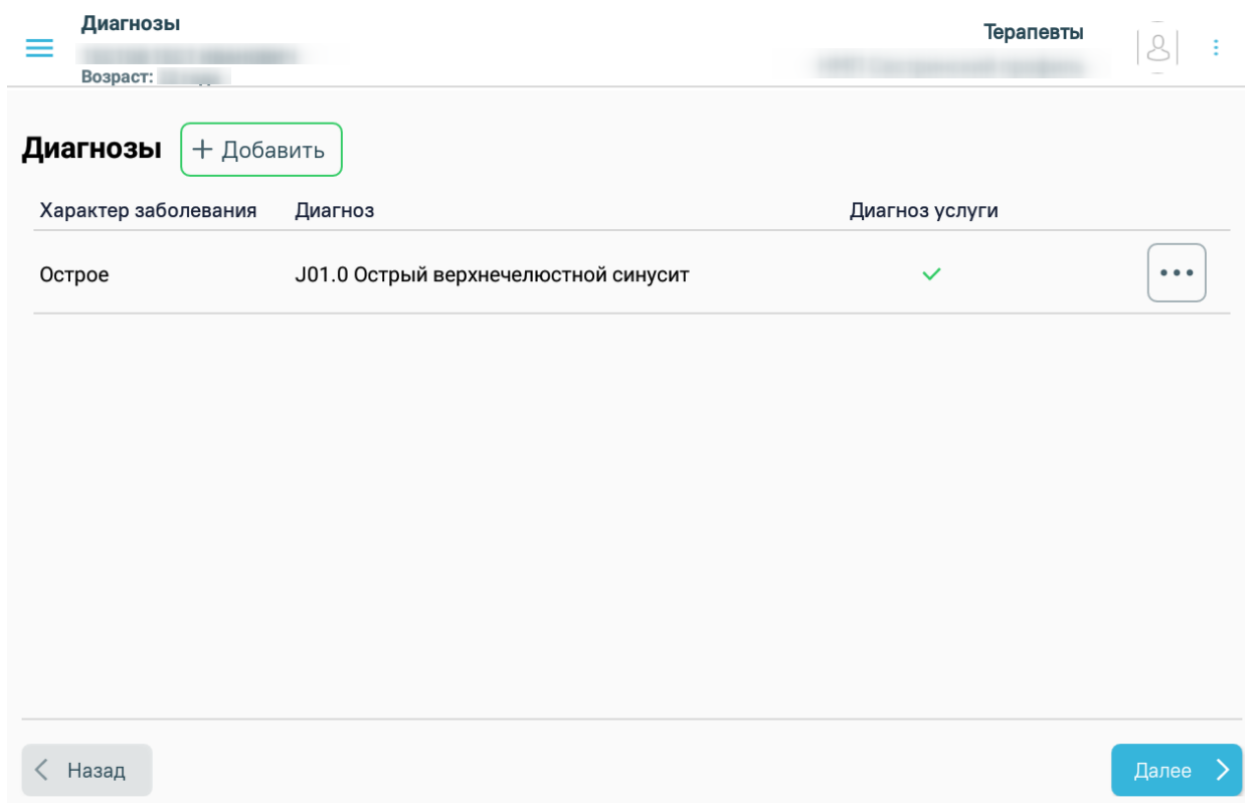 Диагнозы
Терапевты
Возраст:
Диагнозы
+ Добавить
Характер заболевания Диагноз Диагноз услуги
Острое J01.0 Острый верхнечелюстной синусит
Назад
Далее